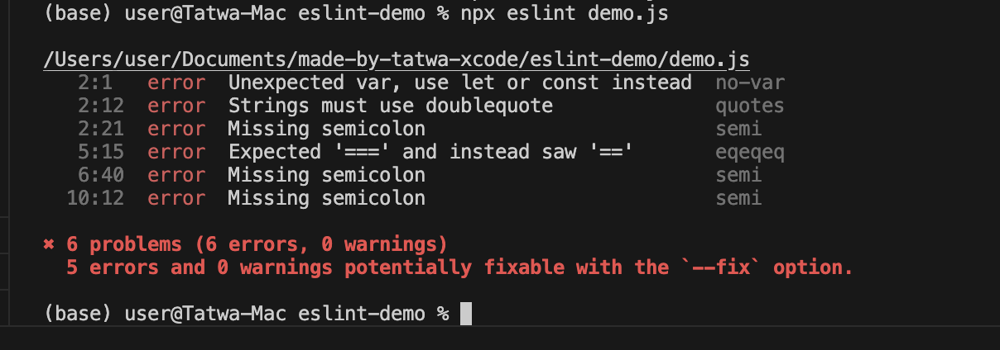 (base) user@Tatwa-Mac eslint-demo % npx eslint demo.js
/Users/user/Documents/made-by-tatwa-xcode/eslint-demo/demo.js
2:1 error Unexpected var, use let or const instead no-var
2:12 error Strings must use doublequote quotes
2:21 error Missing semicolon semi
5:15 error Expected '===' and instead saw '==' eqeqeq
6:40 error Missing semicolon semi
10:12 error Missing semicolon semi
✖ 6 problems (6 errors, 0 warnings)
5 errors and 0 warnings potentially fixable with the `--fix` option.
(base) user@Tatwa-Mac eslint-demo %